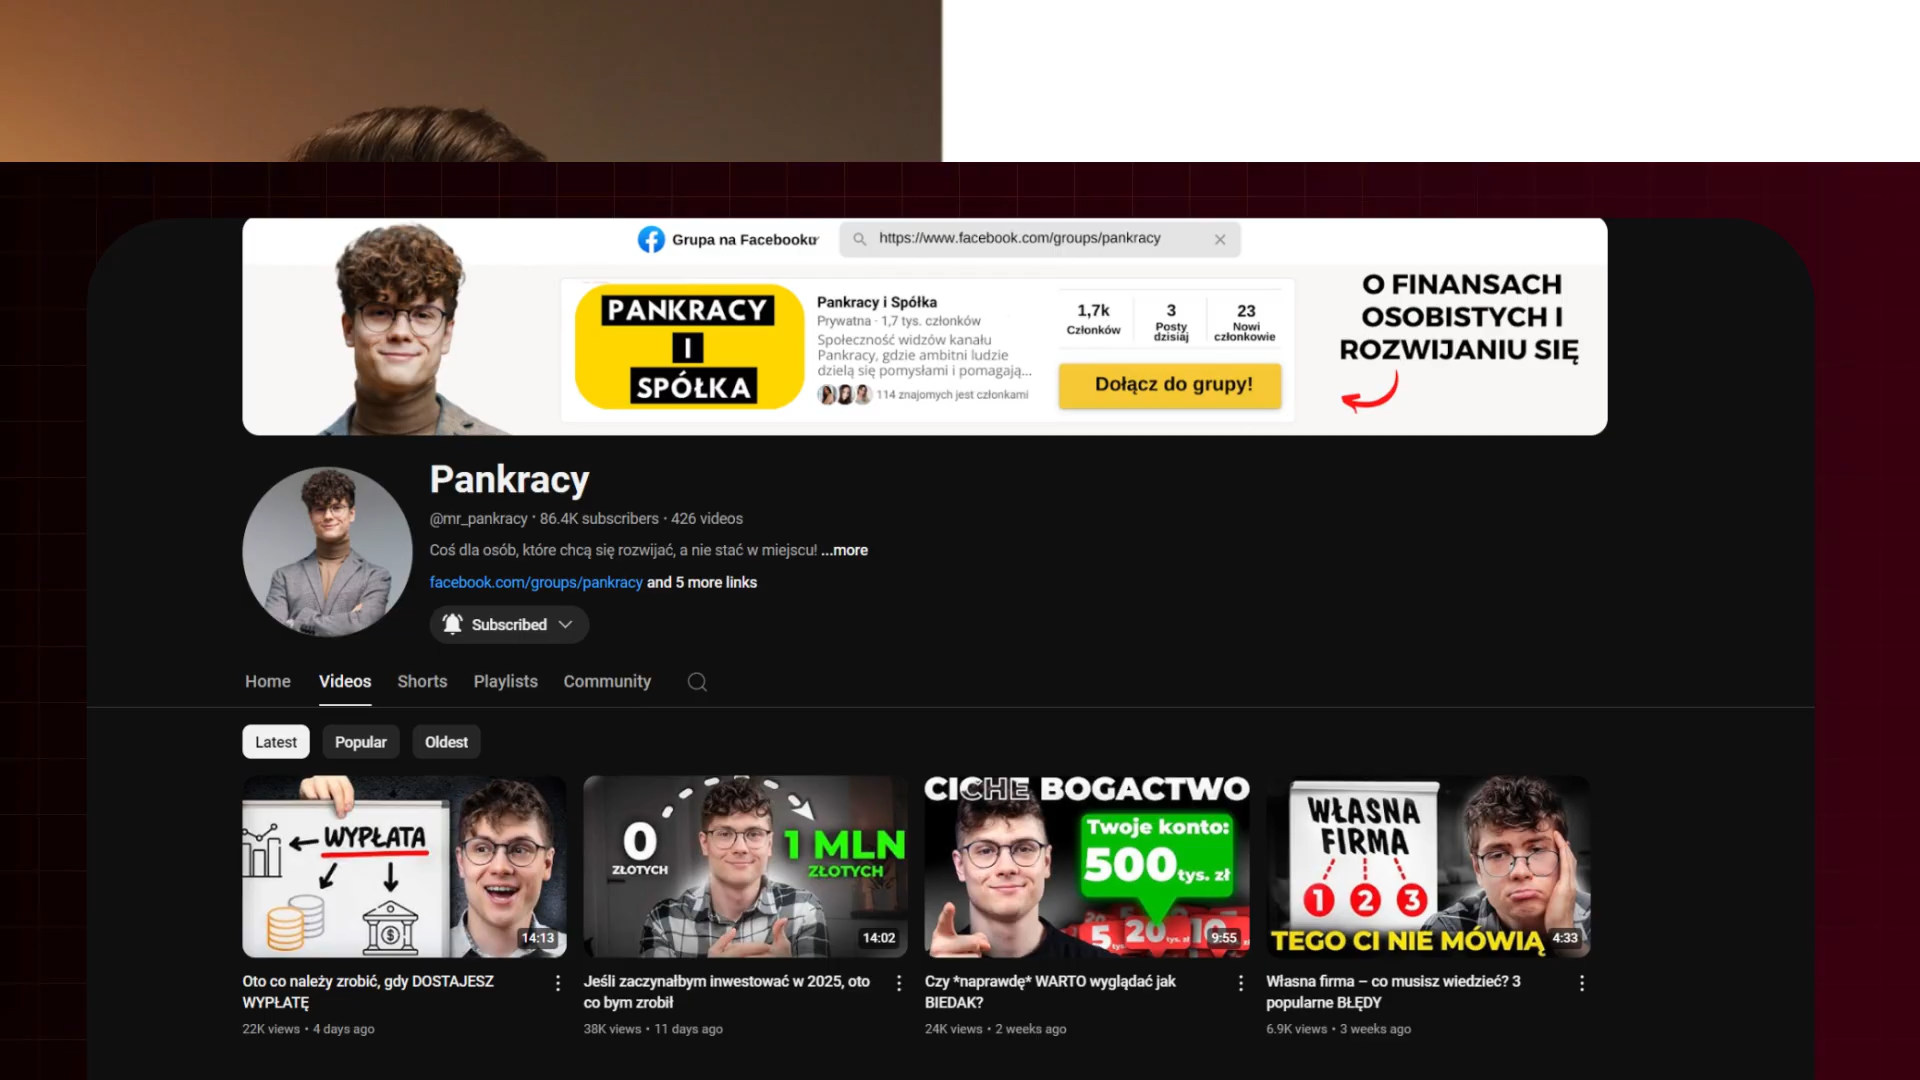 Grupa na Facebooku
https://www.facebook.com/groups/pankracy
PANKRACY
I
SPÓŁKA
Pankracy i Spółka
Prywatna · 1,7 tys. członków
Społeczność widzów kanału
Pankracy, gdzie ambitni ludzie
dzielą się pomysłami i pomagają...
114 znajomych jest członkami
1,7k
Członków
3
Posty
dzisiaj
23
Nowi
członkowie
Dołącz do grupy!
O FINANSACH
OSOBISTYCH I
ROZWIJANIU SIĘ
Pankracy
@mr_pankracy · 86.4K subscribers · 426 videos
Coś dla osób, które chcą się rozwijać, a nie stać w miejscu! ...more
facebook.com/groups/pankracy and 5 more links
Subscribed
Home Videos Shorts Playlists Community
Latest Popular Oldest
WYPŁATA
14:13
0
ZŁOTYCH
1 MLN
ZŁOTYCH
14:02
CICHE BOGACTWO
Twoje konto:
500 tys. zł
5 tys.
20 tys. zł
10
9:55
WŁASNA
FIRMA
1 2 3
TEGO CI NIE MÓWIĄ
4:33
Oto co należy zrobić, gdy DOSTAJESZ
WYPŁATĘ
22K views • 4 days ago
Jeśli zaczynałbym inwestować w 2025, oto
co bym zrobił
38K views • 11 days ago
Czy *naprawdę* WARTO wyglądać jak
BIEDAK?
24K views • 2 weeks ago
Własna firma – co musisz wiedzieć? 3
popularne BŁĘDY
6.9K views • 3 weeks ago